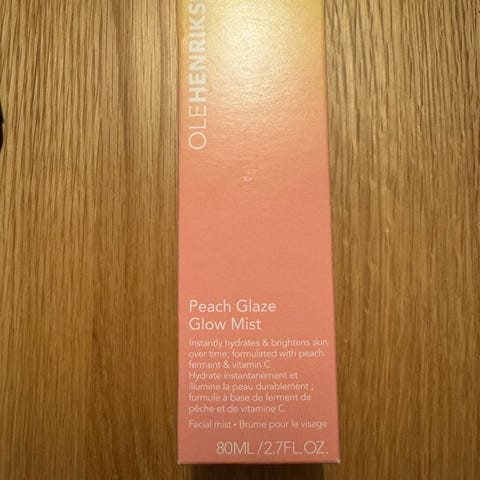 OLEHENRIKS
Peach Glaze
Glow Mist
Instantly hydrates & brightens skin
over time; formulated with peach
ferment & vitamin C
Hydrate instantanément et
illumine la peau durablement ;
formule à base de ferment de
pêche et de vitamine C
Facial mist • Brume pour le visage
80ML/2.7FL.OZ.